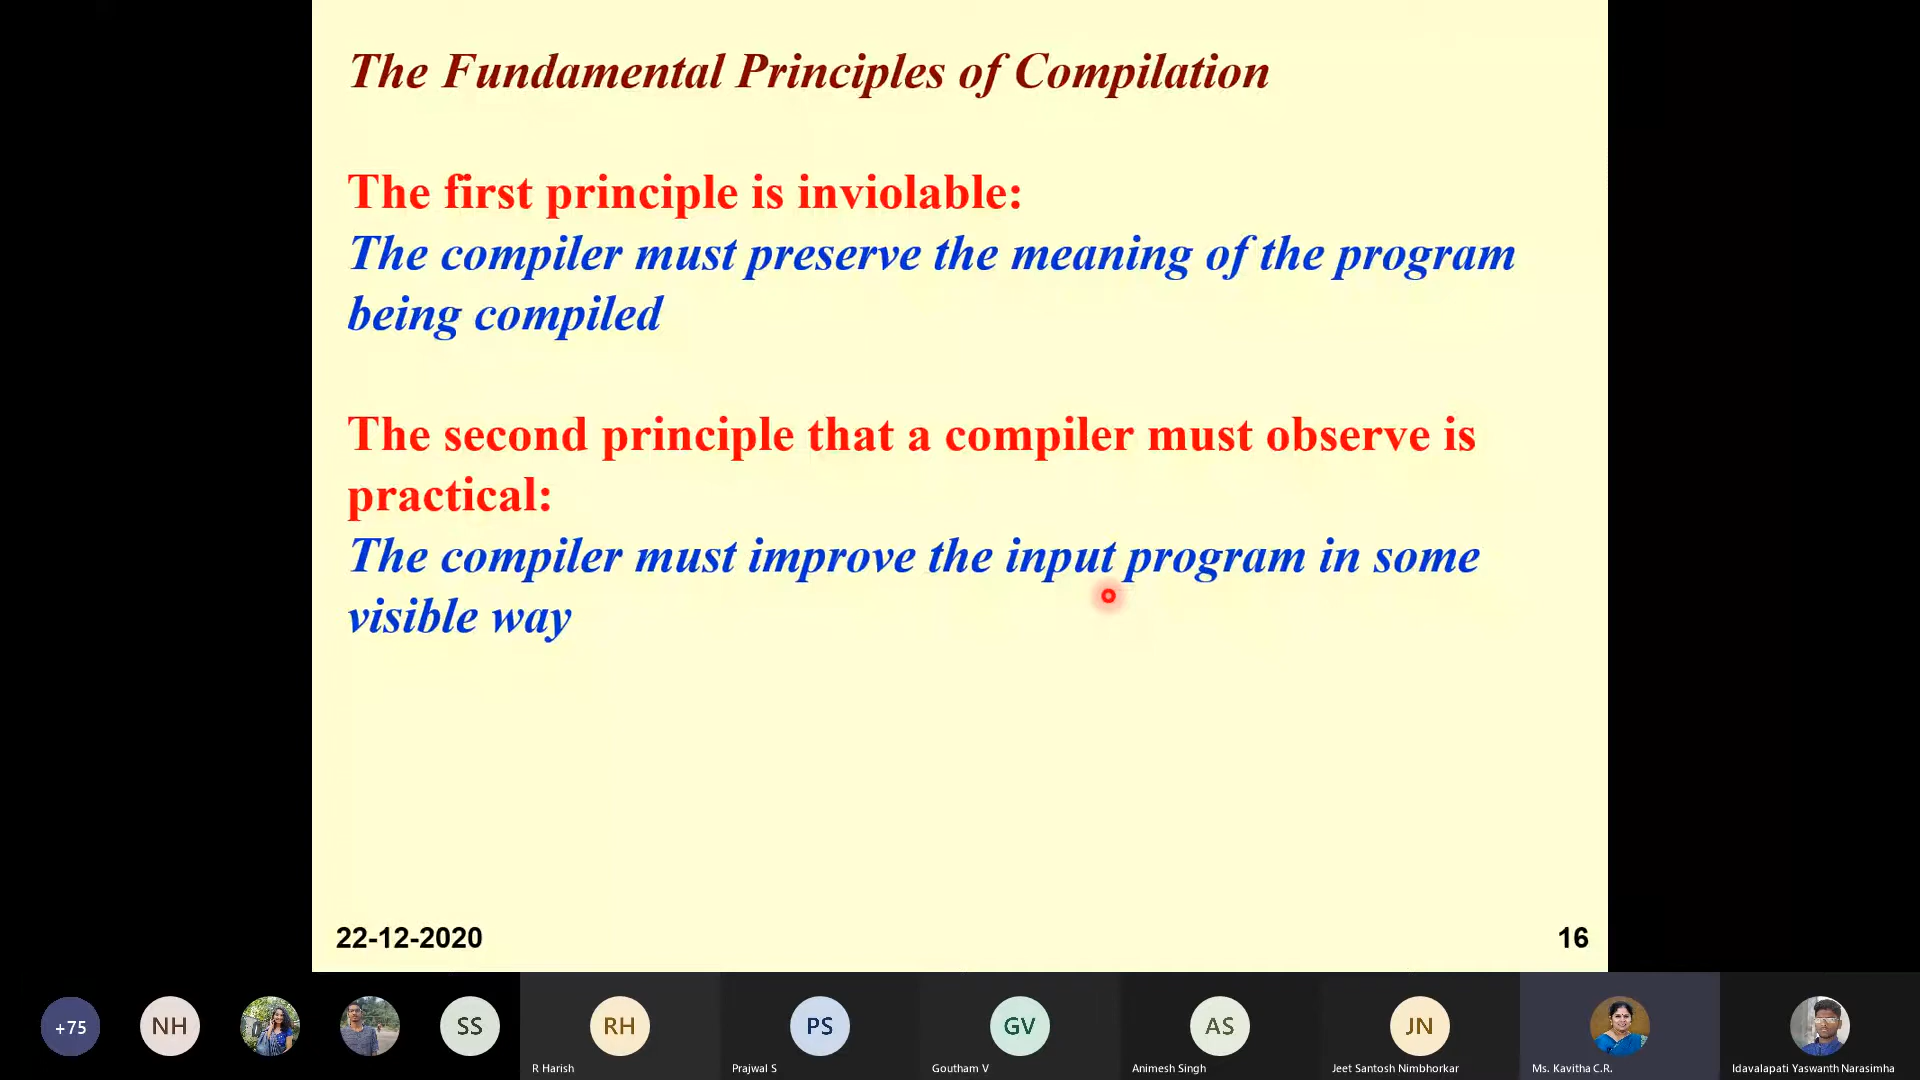 The Fundamental Principles of Compilation
The first principle is inviolable:
The compiler must preserve the meaning of the program
being compiled
The second principle that a compiler must observe is
practical:
The compiler must improve the input program in some
visible way
22-12-2020
16
+75
NH
SS
RH
PS
GV
AS
JN
R Harish
Prajwal S
Goutham V
Animesh Singh
Jeet Santosh Nimbhorkar
Ms. Kavitha C.R.
Idavalapati Yaswanth Narasimha